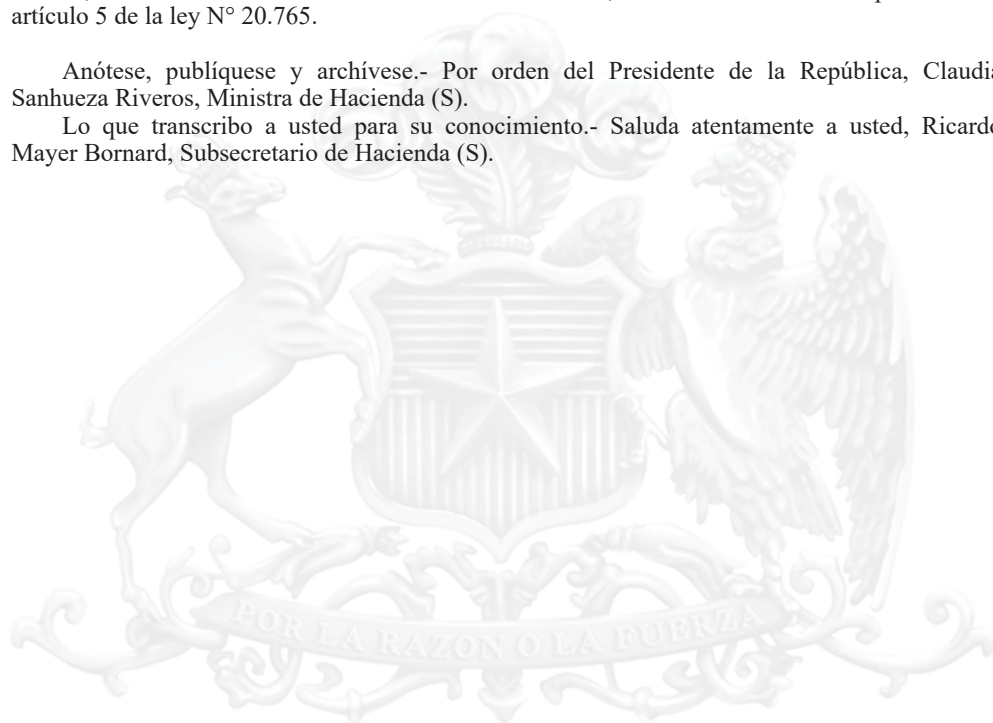 artículo 5 de la ley N° 20.765.
Anótese, publíquese y archívese.- Por orden del Presidente de la República, Claudia
Sanhueza Riveros, Ministra de Hacienda (S).
Lo que transcribo a usted para su conocimiento.- Saluda atentamente a usted, Ricardo
Mayer Bornard, Subsecretario de Hacienda (S).
POR LA RAZON O LA FUERZA